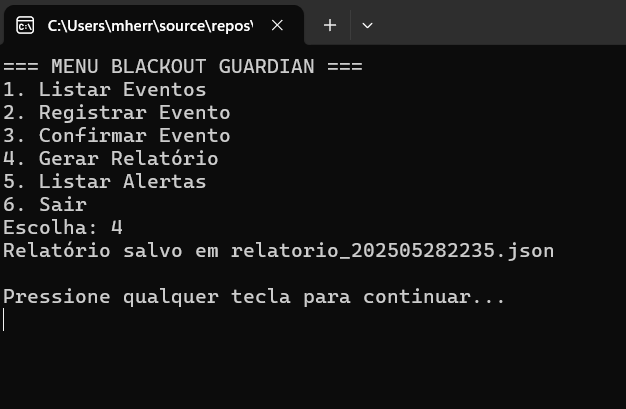 C:\Users\mherr\source\repos\
=== MENU BLACKOUT GUARDIAN ===
1. Listar Eventos
2. Registrar Evento
3. Confirmar Evento
4. Gerar Relatório
5. Listar Alertas
6. Sair
Escolha: 4
Relatório salvo em relatorio_202505282235.json
Pressione qualquer tecla para continuar...